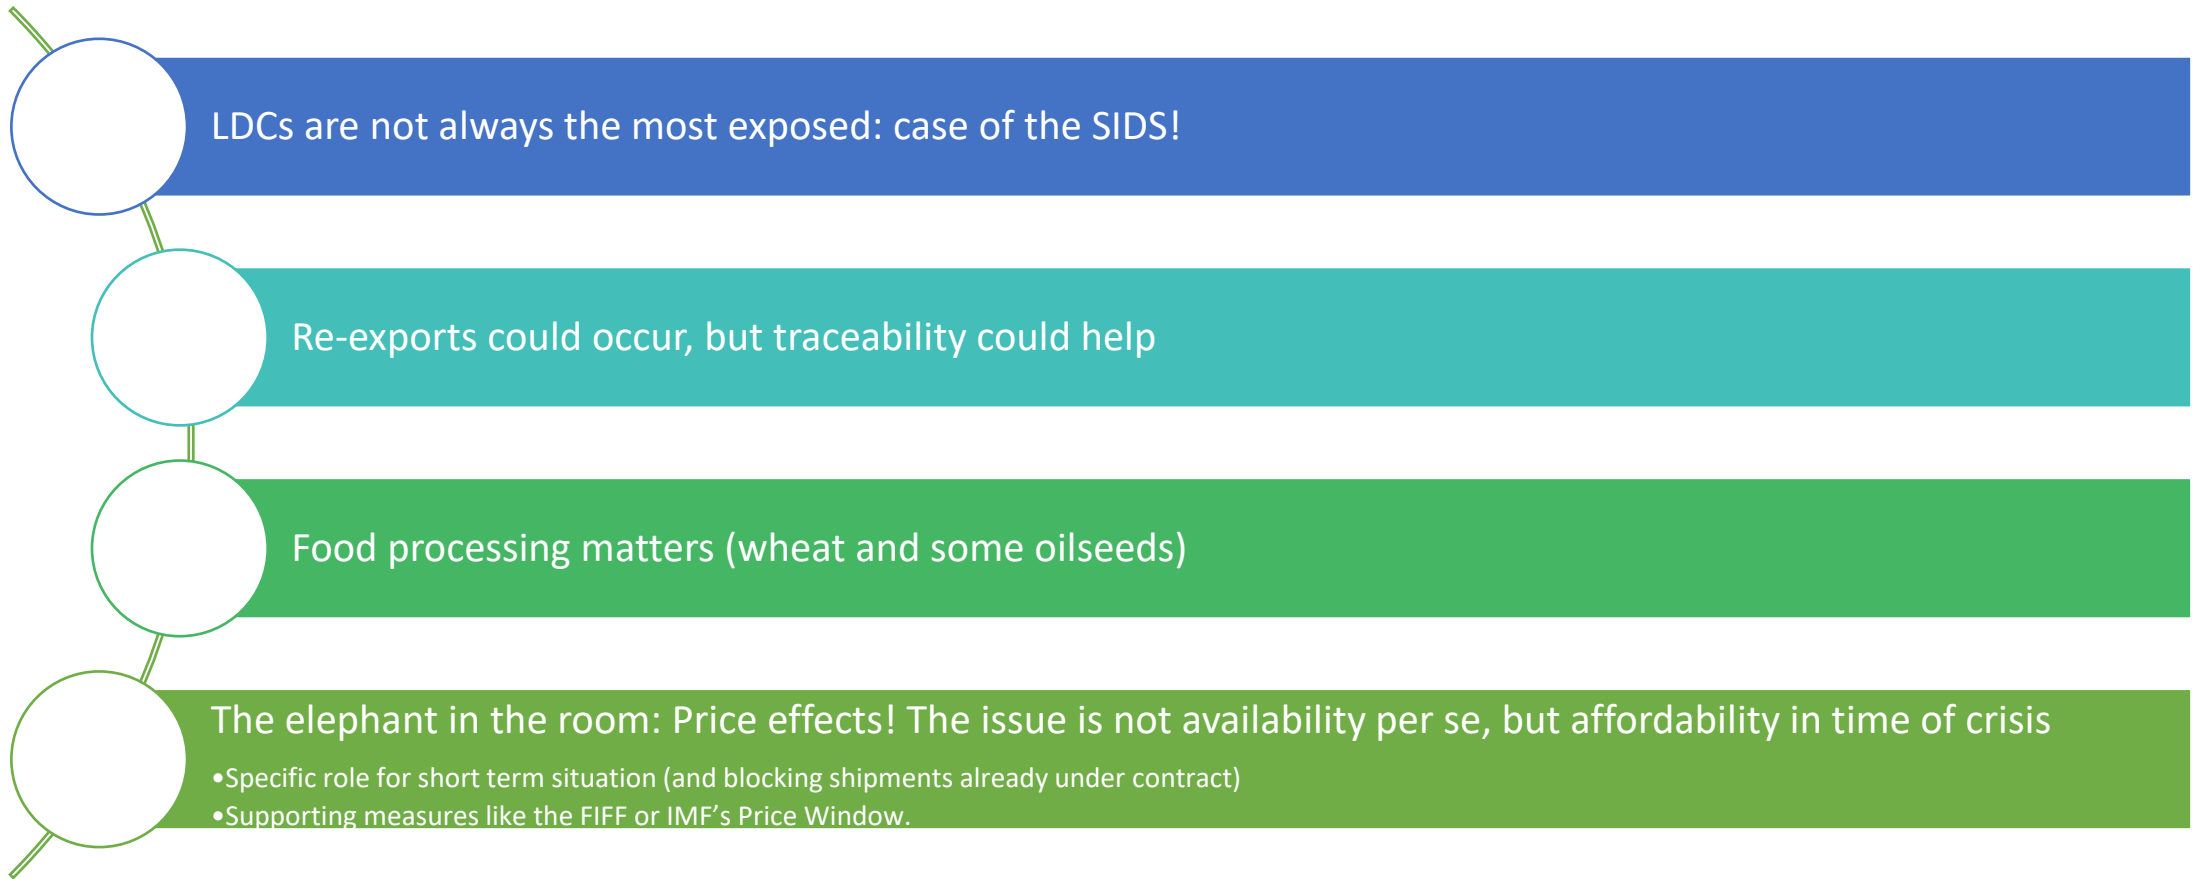 LDCs are not always the most exposed: case of the SIDS!
Re-exports could occur, but traceability could help
Food processing matters (wheat and some oilseeds)
The elephant in the room: Price effects! The issue is not availability per se, but affordability in time of crisis
•Specific role for short term situation (and blocking shipments already under contract)
•Supporting measures like the FIFF or IMF’s Price Window.